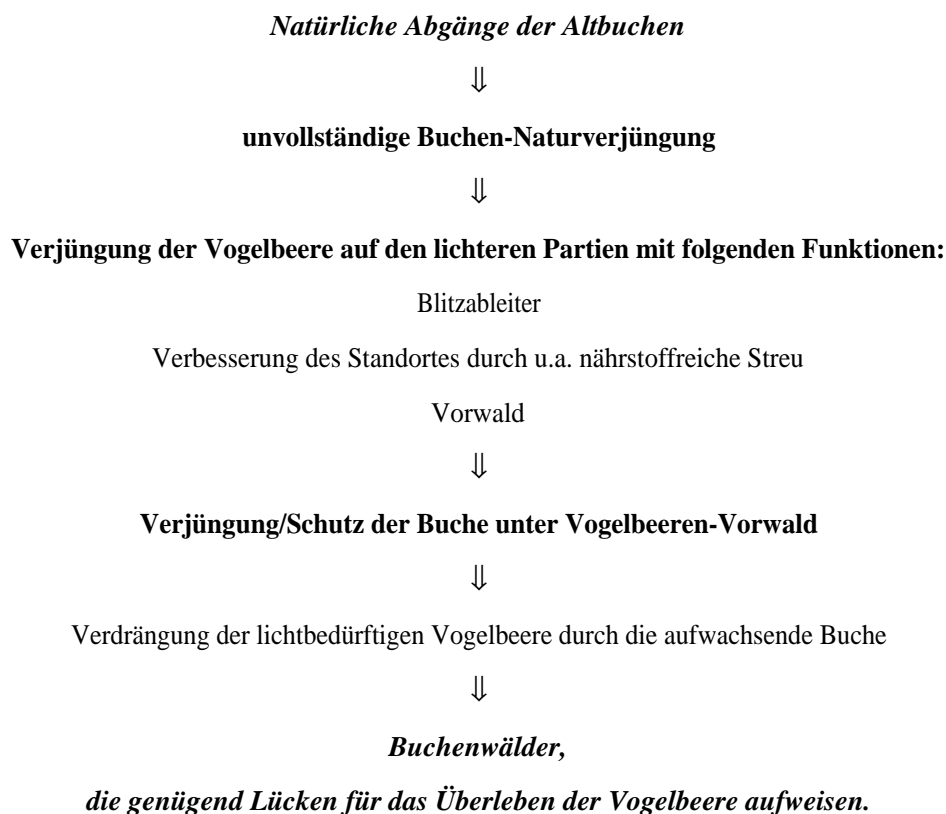 Natürliche Abgänge der Altbuchen
⇓
unvollständige Buchen-Naturverjüngung
⇓
Verjüngung der Vogelbeere auf den lichteren Partien mit folgenden Funktionen:
Blitzableiter
Verbesserung des Standortes durch u.a. nährstoffreiche Streu
Vorwald
⇓
Verjüngung/Schutz der Buche unter Vogelbeeren-Vorwald
⇓
Verdrängung der lichtbedürftigen Vogelbeere durch die aufwachsende Buche
⇓
Buchenwälder,
die genügend Lücken für das Überleben der Vogelbeere aufweisen.